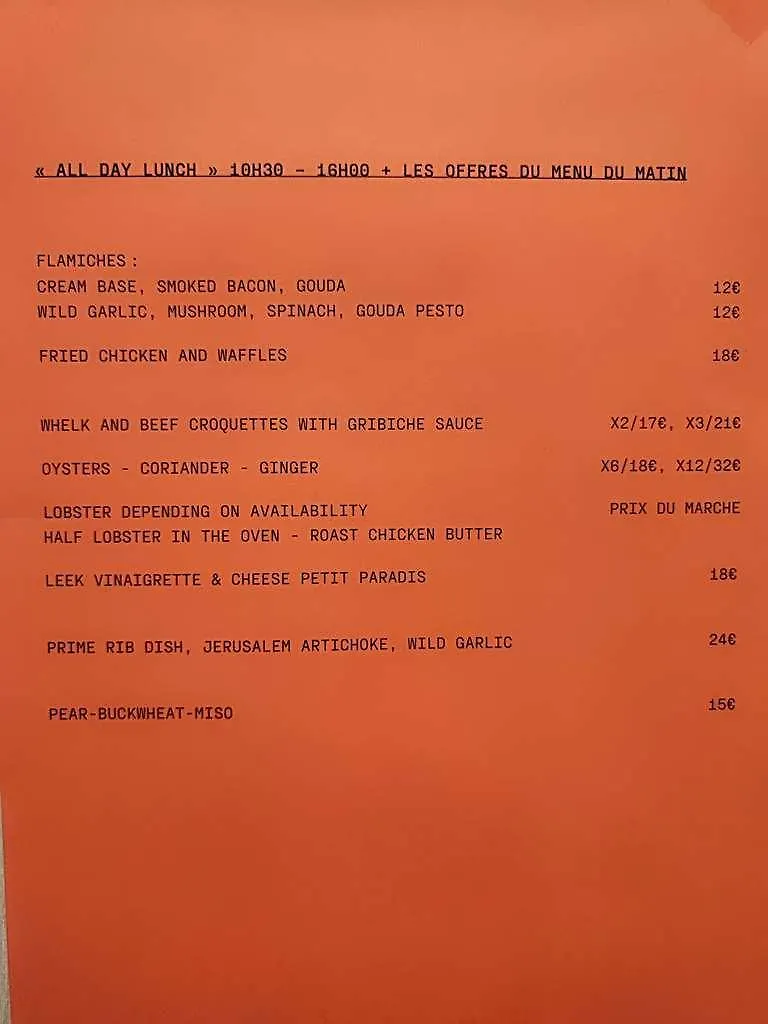 « ALL DAY LUNCH » 10H30 – 16H00 + LES OFFRES DU MENU DU MATIN
FLAMICHES :
CREAM BASE, SMOKED BACON, GOUDA 12€
WILD GARLIC, MUSHROOM, SPINACH, GOUDA PESTO 12€
FRIED CHICKEN AND WAFFLES 18€
WHELK AND BEEF CROQUETTES WITH GRIBICHE SAUCE X2/17€, X3/21€
OYSTERS - CORIANDER - GINGER X6/18€, X12/32€
LOBSTER DEPENDING ON AVAILABILITY PRIX DU MARCHE
HALF LOBSTER IN THE OVEN - ROAST CHICKEN BUTTER
LEEK VINAIGRETTE & CHEESE PETIT PARADIS 18€
PRIME RIB DISH, JERUSALEM ARTICHOKE, WILD GARLIC 24€
PEAR-BUCKWHEAT-MISO 15€